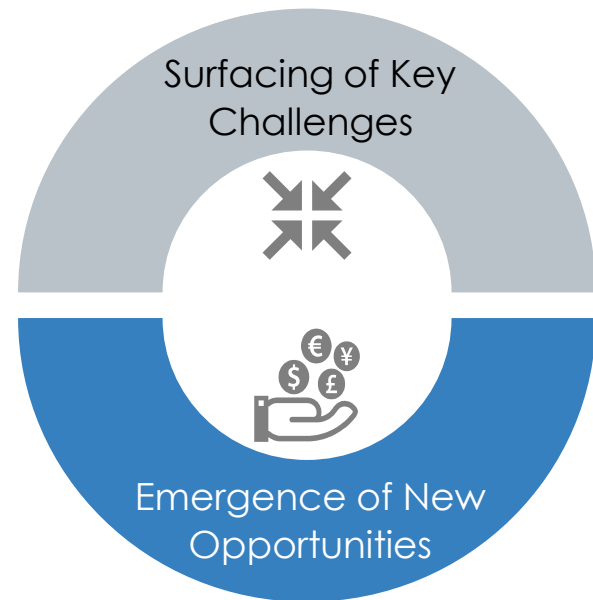 Surfacing of Key
Challenges
€
¥
$
£
Emergence of New
Opportunities